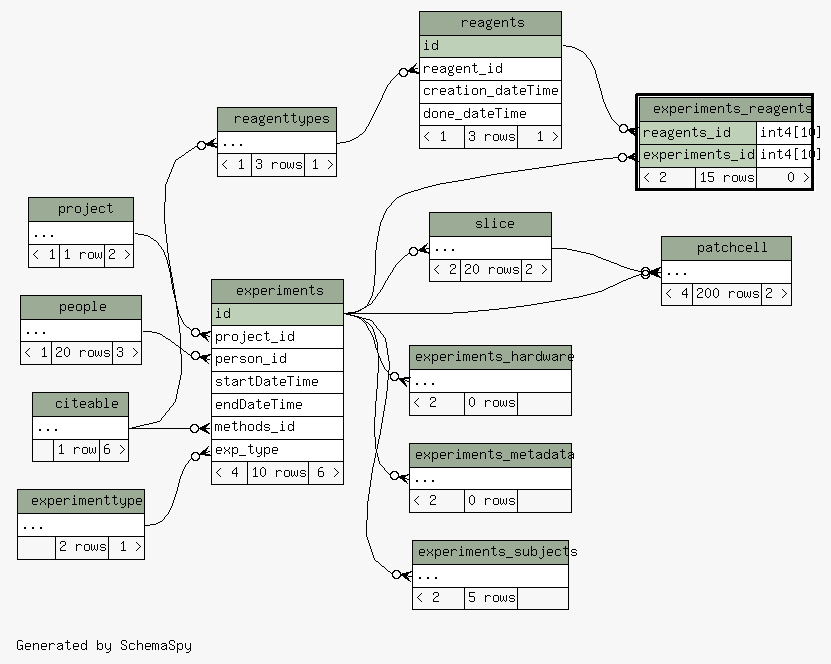 reagents
id
reagent_id
creation_dateTime
done_dateTime
< 1 3 rows 1 >
experiments_reagents
reagents_id int4[10]
experiments_id int4[10]
< 2 15 rows 0 >
reagenttypes
...
< 1 3 rows 1 >
project
...
< 1 1 row 2 >
slice
...
< 2 20 rows 2 >
patchcell
...
< 4 200 rows 2 >
people
...
< 1 20 rows 3 >
experiments
id
project_id
person_id
startDateTime
endDateTime
methods_id
exp_type
< 4 10 rows 6 >
experiments_hardware
...
< 2 0 rows
citeable
...
1 row 6 >
experiments_metadata
...
< 2 0 rows
experimenttype
...
2 rows 1 >
experiments_subjects
...
< 2 5 rows
Generated by SchemaSpy